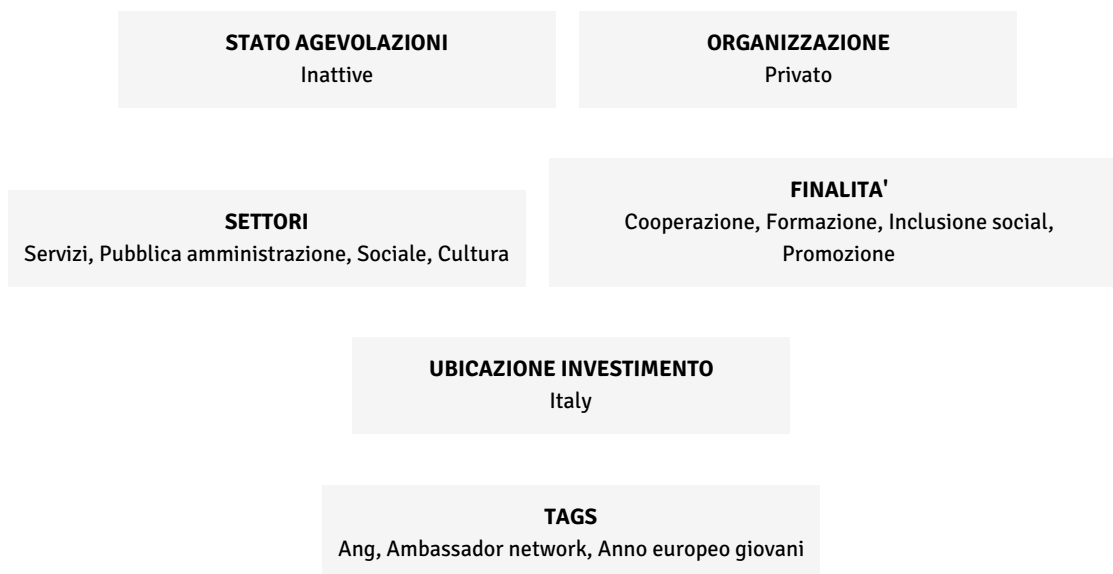 STATO AGEVOLAZIONI
Inattive
ORGANIZZAZIONE
Privato
SETTORI
Servizi, Pubblica amministrazione, Sociale, Cultura
FINALITA'
Cooperazione, Formazione, Inclusione social,
Promozione
UBICAZIONE INVESTIMENTO
Italy
TAGS
Ang, Ambassador network, Anno europeo giovani